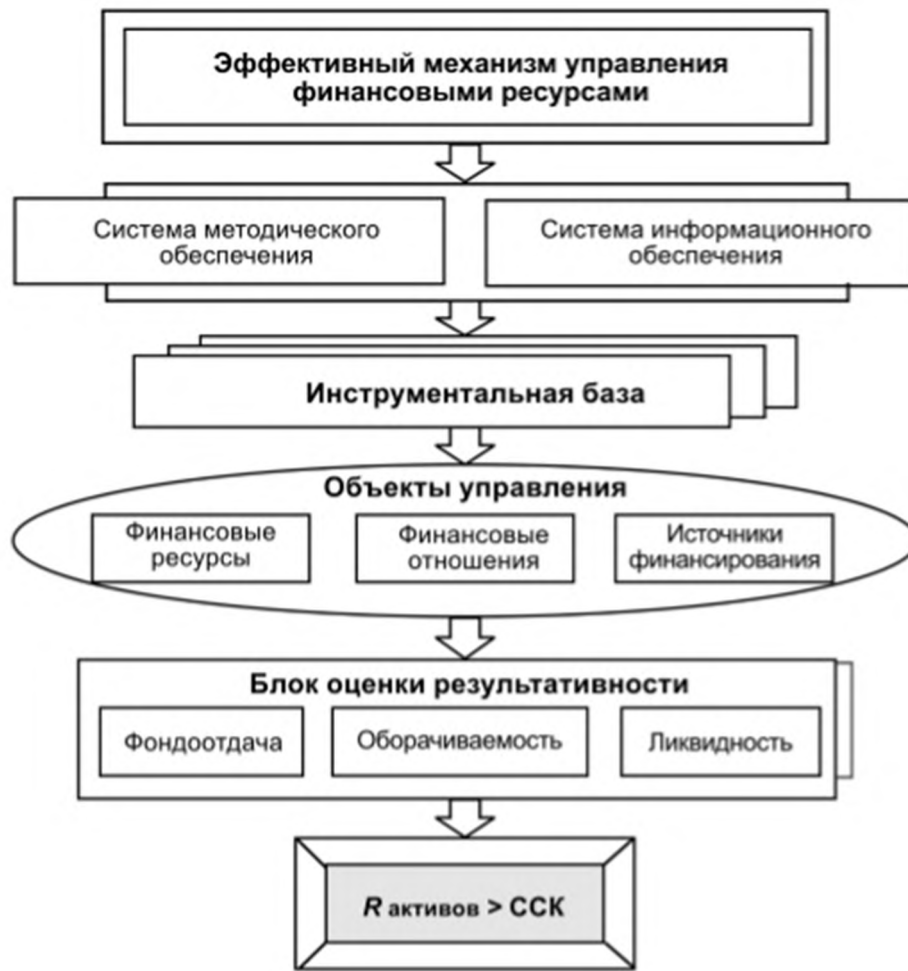 Эффективный механизм управления
финансовыми ресурсами
Система методического
обеспечения
Система информационного
обеспечения
Инструментальная база
Объекты управления
Финансовые
ресурсы
Финансовые
отношения
Источники
финансирования
Блок оценки результативности
Фондоотдача
Оборачиваемость
Ликвидность
R активов > ССК